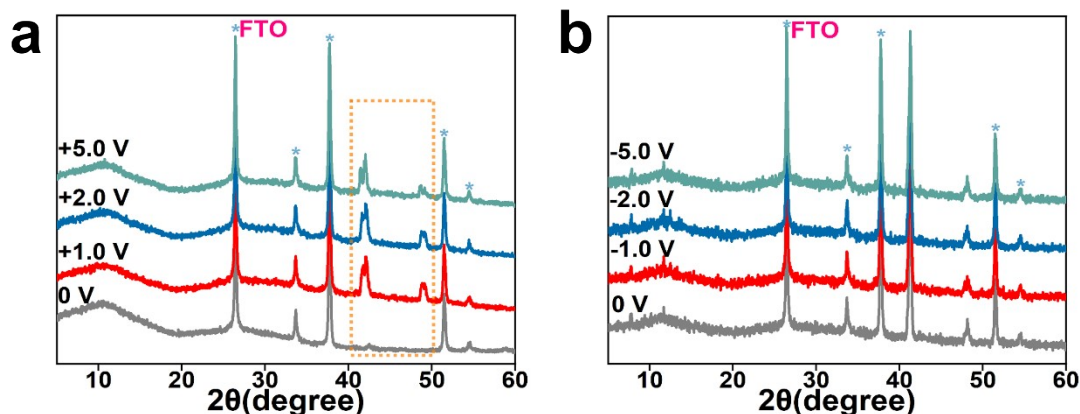 a
FTO
*
*
*
*
*
+5.0 V
+2.0 V
+1.0 V
0 V
10 20 30 40 50 60
2θ(degree)
b
FTO
*
*
*
*
*
-5.0 V
-2.0 V
-1.0 V
0 V
10 20 30 40 50 60
2θ(degree)